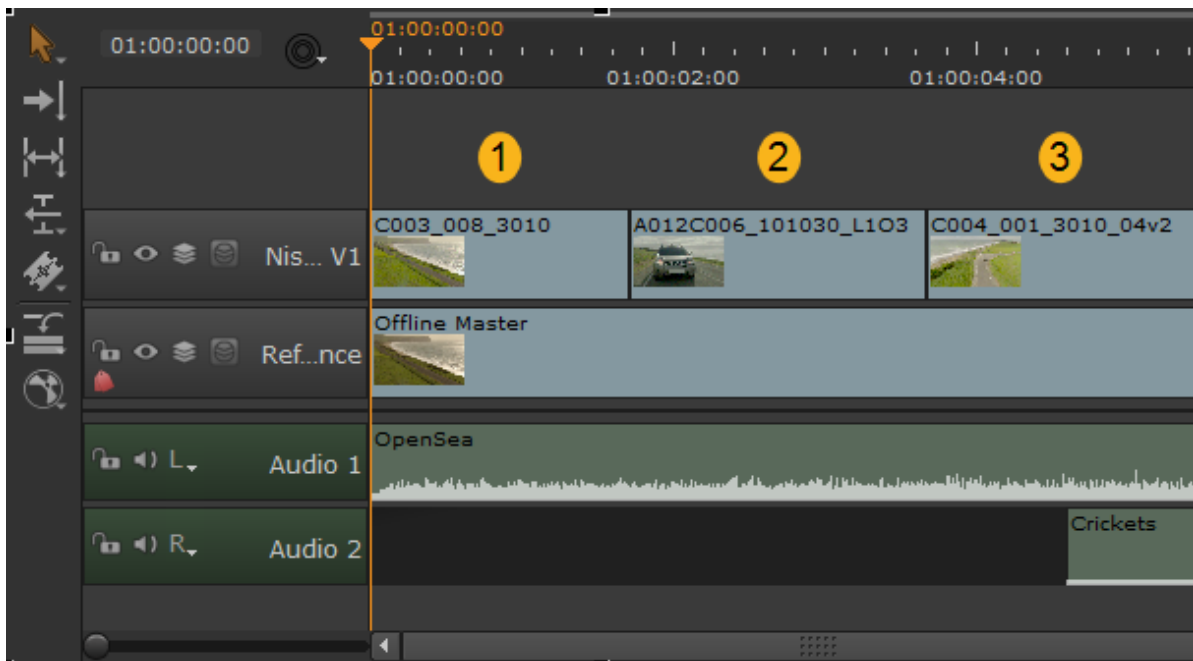 01:00:00:00
01:00:00:00
01:00:00:00 01:00:02:00 01:00:04:00
1 2 3
C003_008_3010 A012C006_101030_L1O3 C004_001_3010_04v2
Nis... V1
Offline Master
Ref...nce
OpenSea
L Audio 1
Crickets
R Audio 2